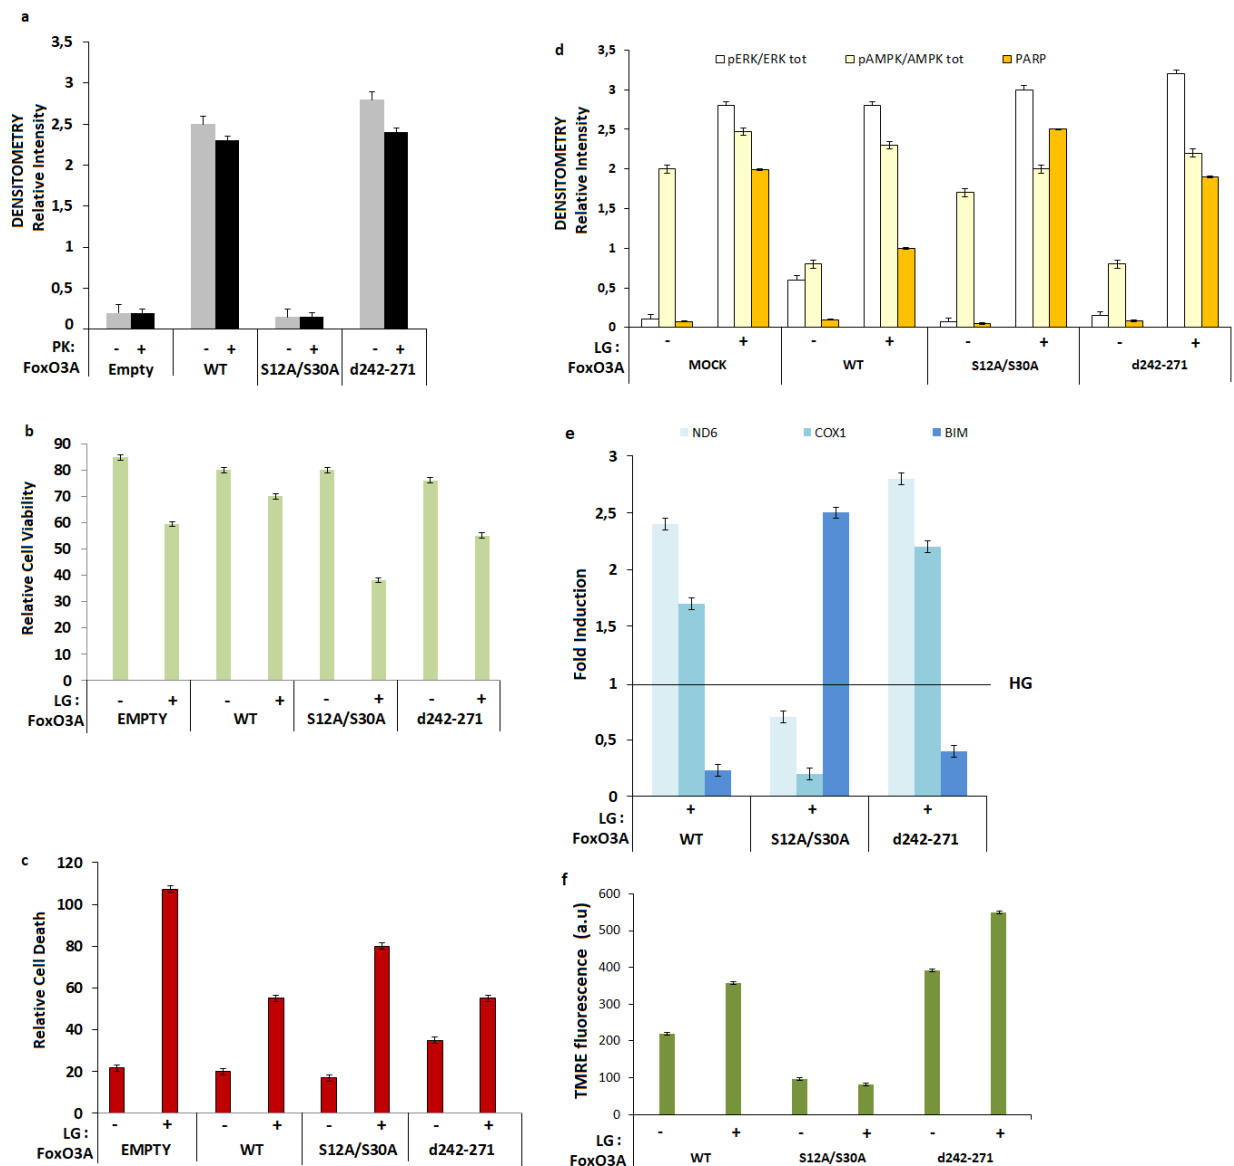 a
DENSITOMETRY
Relative Intensity
3,5
3
2,5
2
1,5
1
0,5
0
PK: - + - + - + - +
FoxO3A Empty WT S12A/S30A d242-271
b
Relative Cell Viability
90
80
70
60
50
40
30
20
10
0
LG: - + - + - + - +
FoxO3A EMPTY WT S12A/S30A d242-271
c
Relative Cell Death
120
100
80
60
40
20
0
LG: - + - + - + - +
FoxO3A EMPTY WT S12A/S30A d242-271
d
pERK/ERK tot pAMPK/AMPK tot PARP
DENSITOMETRY
Relative Intensity
3,5
3
2,5
2
1,5
1
0,5
0
LG: - + - + - + - +
FoxO3A MOCK WT S12A/S30A d242-271
e
ND6 COX1 BIM
Fold Induction
3
2,5
2
1,5
1
0,5
0
HG
LG: + + +
FoxO3A WT S12A/S30A d242-271
f
TMRE fluorescence (a.u)
600
500
400
300
200
100
0
LG: - + - + - +
FoxO3A WT S12A/S30A d242-271